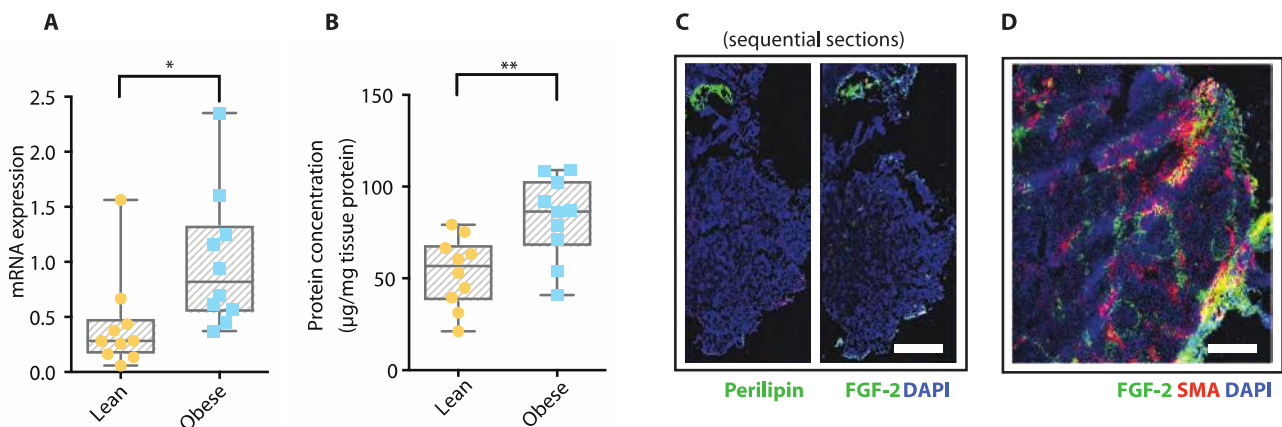 A
*
mRNA expression
2.5
2.0
1.5
1.0
0.5
0.0
Lean
Obese
B
**
Protein concentration
(µg/mg tissue protein)
150
100
50
0
Lean
Obese
C
(sequential sections)
Perilipin
FGF-2 DAPI
D
FGF-2 SMA DAPI